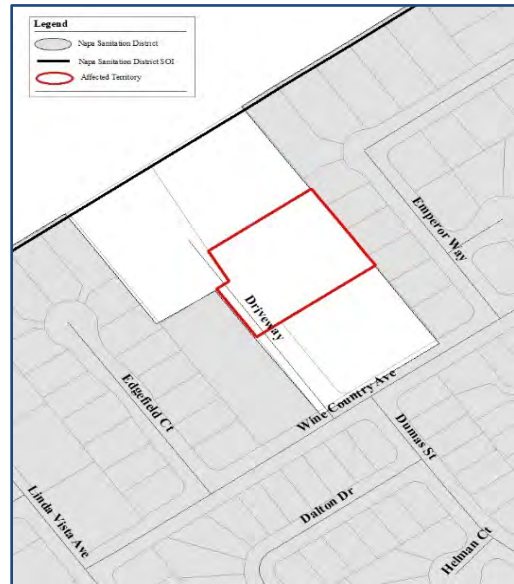 Legend
Napa Sanitation District
Napa Sanitation District SOI
Affected Territory
Emperor Way
Driveway
Edgefield Ct
Wine Country Ave
Dumas St
Linda Vista Ave
Dalton Dr
Helman Ct